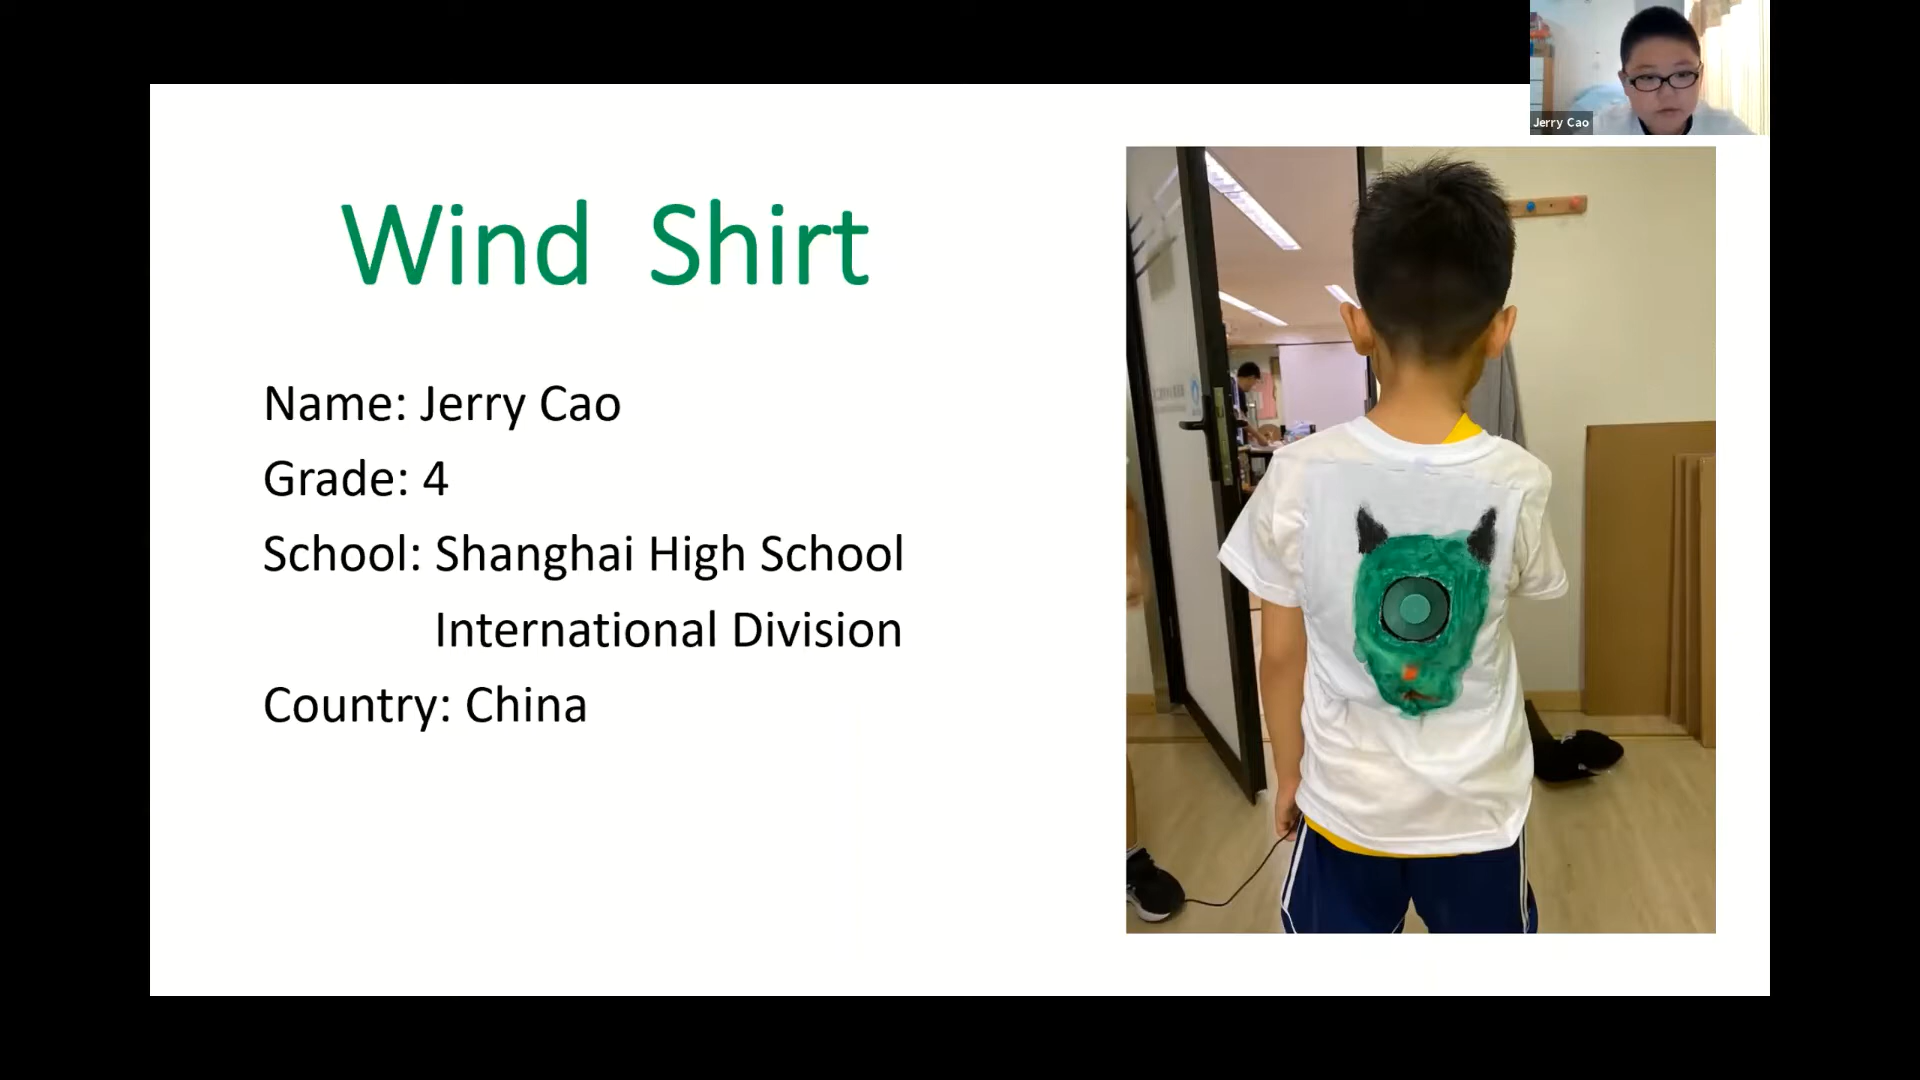 Jerry Cao
Wind Shirt
Name: Jerry Cao
Grade: 4
School: Shanghai High School
International Division
Country: China